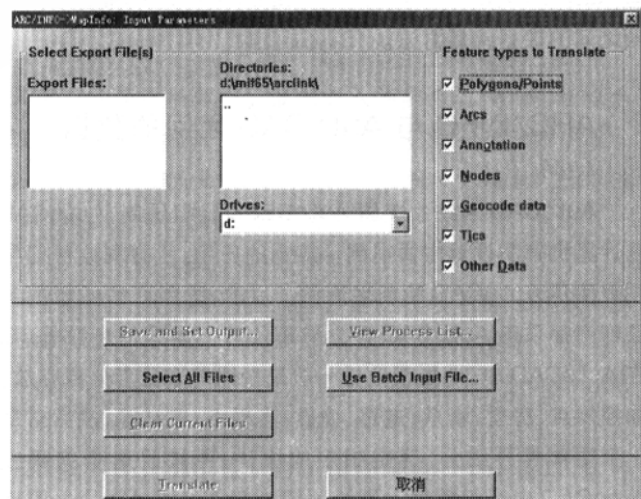 ARC/INFO->MapInfo: Input Parameters
Select Export File(s)
Export Files:
Directories:
d:\mif65\arclink\
..
Drives:
d:
Feature types to Translate
Polygons/Points
Arcs
Annotation
Nodes
Geocode data
Tics
Other Data
Save and Set Output...
View Process List...
Select All Files
Use Batch Input File...
Clear Current Files
Translate
取消